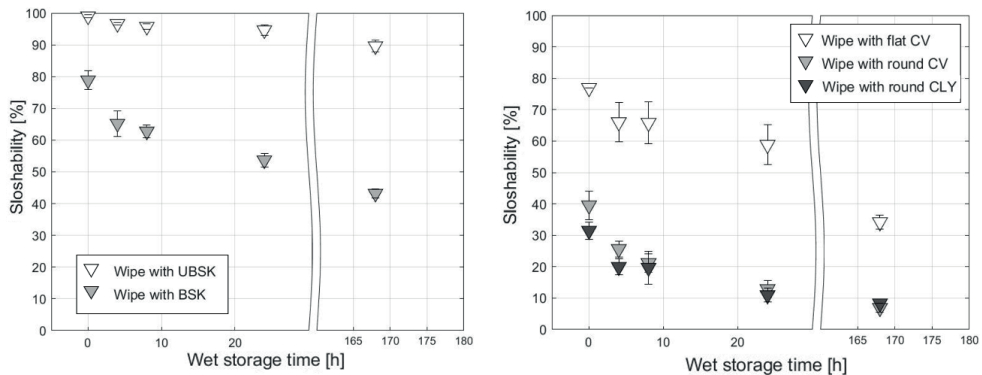 100
90
80
70
60
50
40
30
20
10
0
Sloshability [%]
Wipe with UBSK
Wipe with BSK
0 20 165 170 175 180
Wet storage time [h]
100
90
80
70
60
50
40
30
20
10
0
Sloshability [%]
Wipe with flat CV
Wipe with round CV
Wipe with round CLY
0 10 20 165 170 175 180
Wet storage time [h]